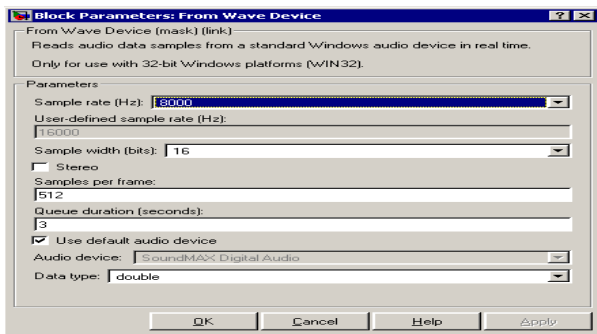 Block Parameters: From Wave Device
From Wave Device (mask) (link)
Reads audio data samples from a standard Windows audio device in real time.
Only for use with 32-bit Windows platforms (WIN32).
Parameters
Sample rate (Hz): 8000
User-defined sample rate (Hz):
16000
Sample width (bits): 16
Stereo
Samples per frame:
512
Queue duration (seconds):
3
Use default audio device
Audio device: SoundMAX Digital Audio
Data type: double
OK Cancel Help Apply